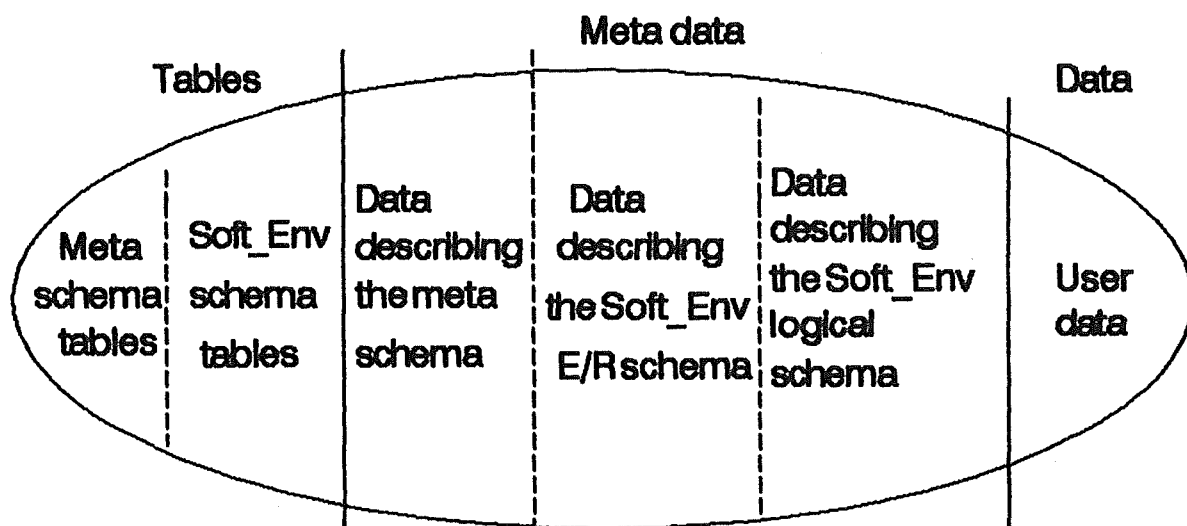 Meta data
Tables
Data
Meta
schema
tables
Soft_Env
schema
tables
Data
describing
the meta
schema
Data
describing
the Soft_Env
E/R schema
Data
describing
the Soft_Env
logical
schema
User
data